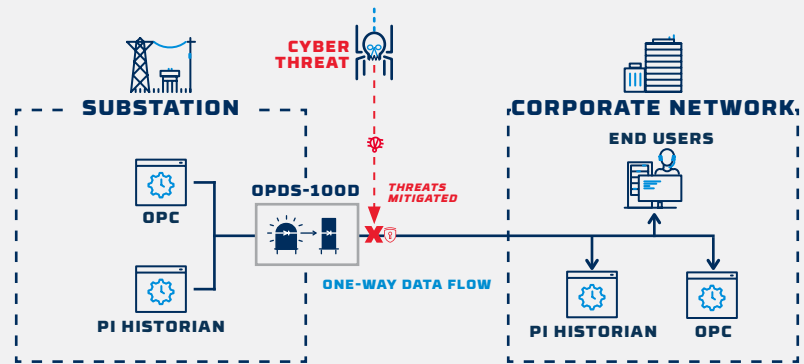 CYBER
THREAT
SUBSTATION
CORPORATE NETWORK
END USERS
OPC
OPDS-100D
THREATS
MITIGATED
ONE-WAY DATA FLOW
PI HISTORIAN
PI HISTORIAN
OPC